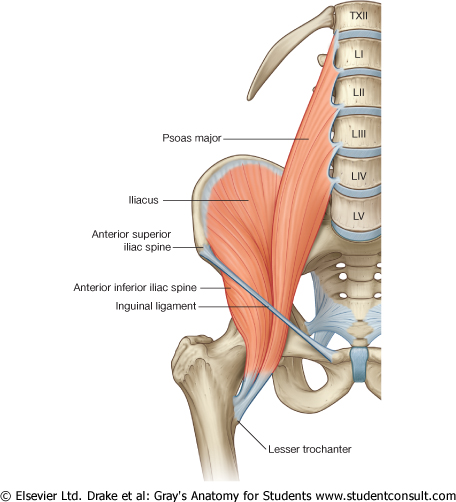 TXII
LI
LII
Psoas major
LIII
LIV
Iliacus
LV
Anterior superior
iliac spine
Anterior inferior iliac spine
Inguinal ligament
Lesser trochanter
© Elsevier Ltd. Drake et al: Gray's Anatomy for Students www.studentconsult.com